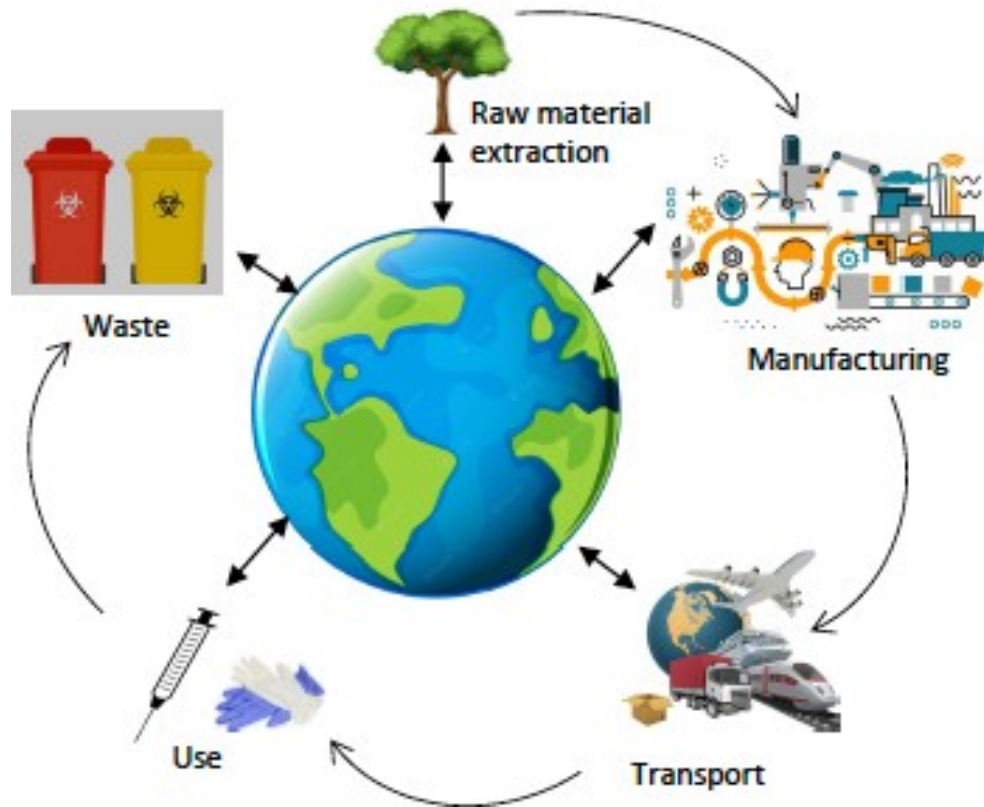 Raw material
extraction
Manufacturing
Transport
Use
Waste